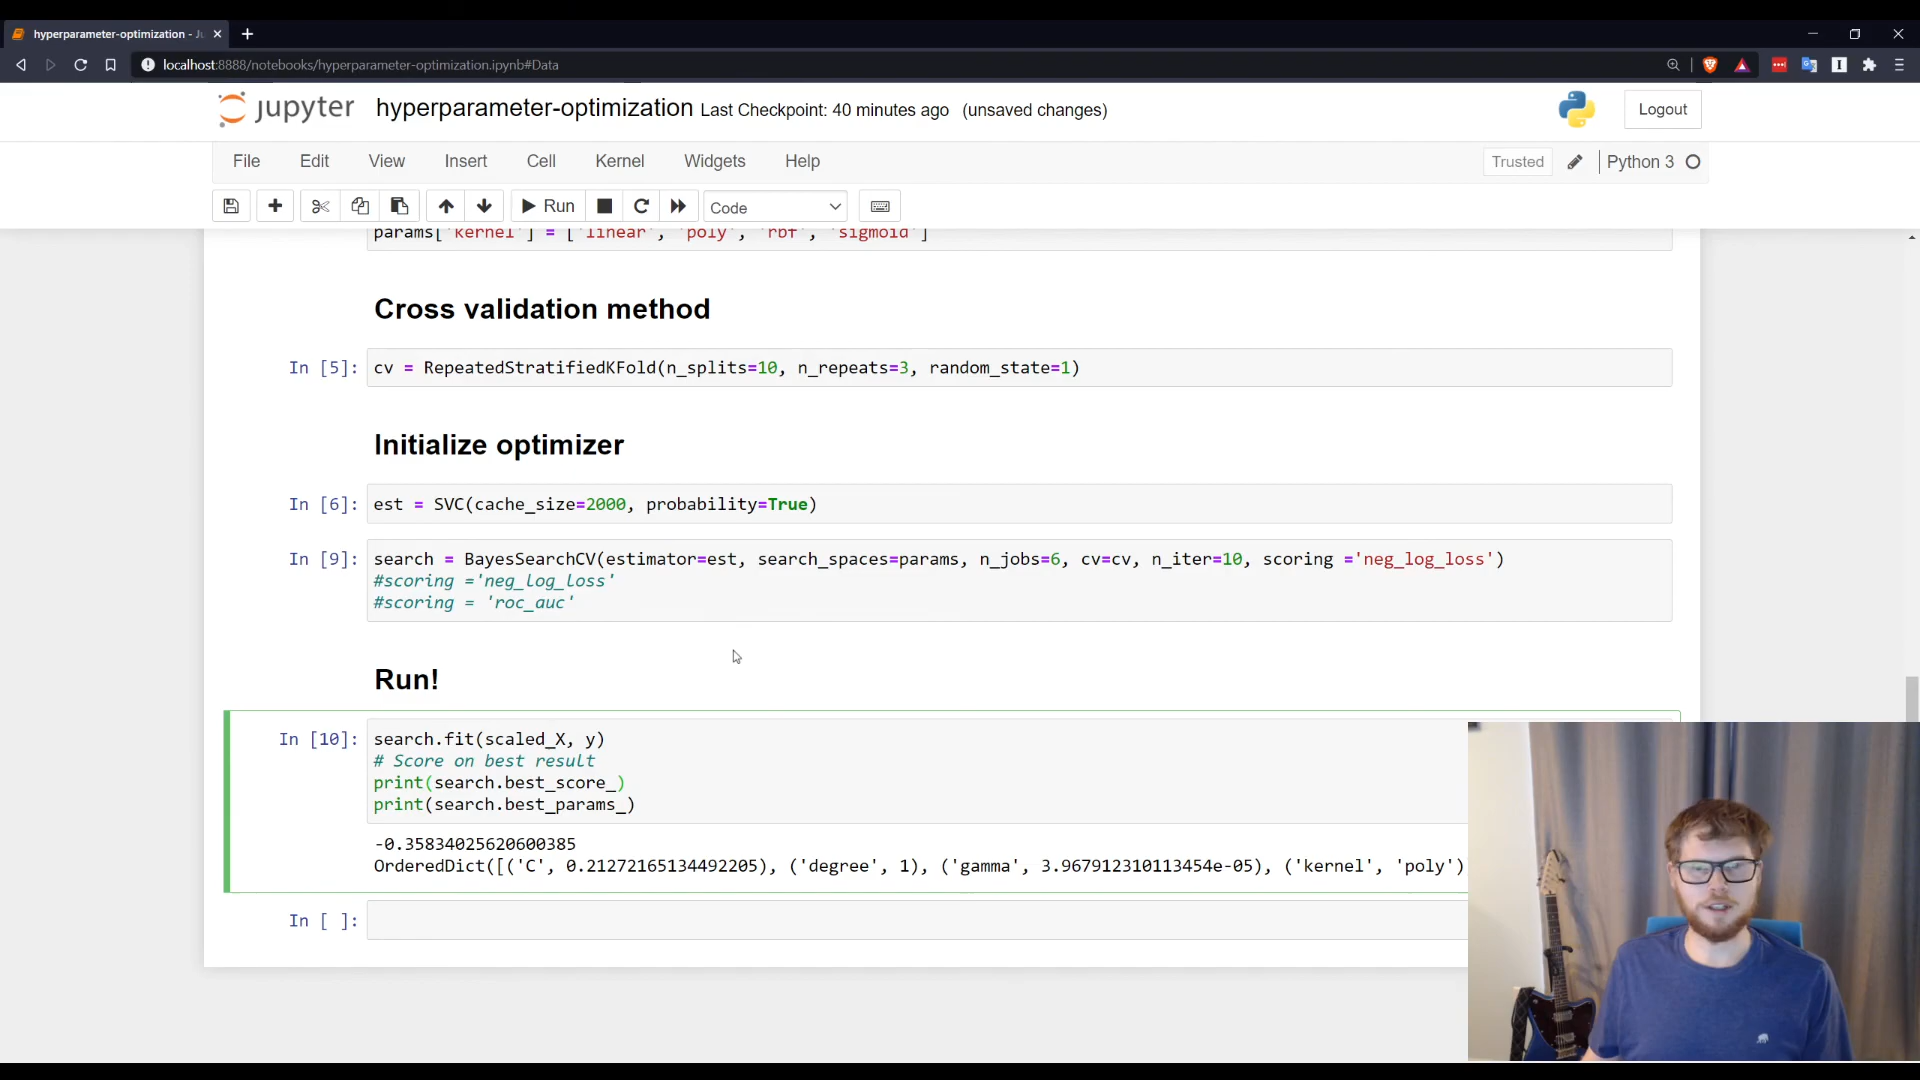 hyperparameter-optimization - Ju
localhost:8888/notebooks/hyperparameter-optimization.ipynb#Data
jupyter hyperparameter-optimization Last Checkpoint: 40 minutes ago (unsaved changes)
Logout
File Edit View Insert Cell Kernel Widgets Help
Trusted Python 3
Run Code
params['kernel'] = ['linear', 'poly', 'rbf', 'sigmoid']
Cross validation method
In [5]: cv = RepeatedStratifiedKFold(n_splits=10, n_repeats=3, random_state=1)
Initialize optimizer
In [6]: est = SVC(cache_size=2000, probability=True)
In [9]: search = BayesSearchCV(estimator=est, search_spaces=params, n_jobs=6, cv=cv, n_iter=10, scoring ='neg_log_loss')
#scoring ='neg_log_loss'
#scoring = 'roc_auc'
Run!
In [10]: search.fit(scaled_X, y)
# Score on best result
print(search.best_score_)
print(search.best_params_)
-0.35834025620600385
OrderedDict([('C', 0.21272165134492205), ('degree', 1), ('gamma', 3.967912310113454e-05), ('kernel', 'poly')
In [ ]: